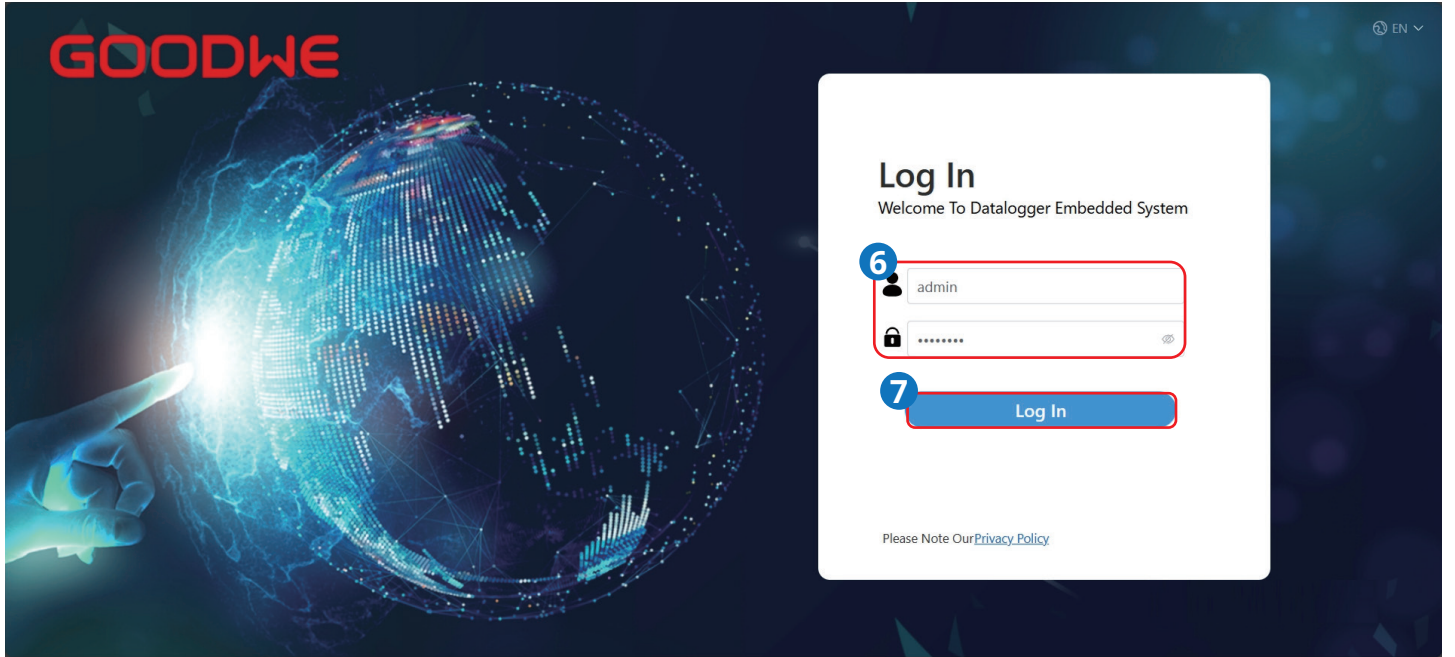 GOODWE
EN
Log In
Welcome To Datalogger Embedded System
6
admin
••••••••
7
Log In
Please Note OurPrivacy Policy